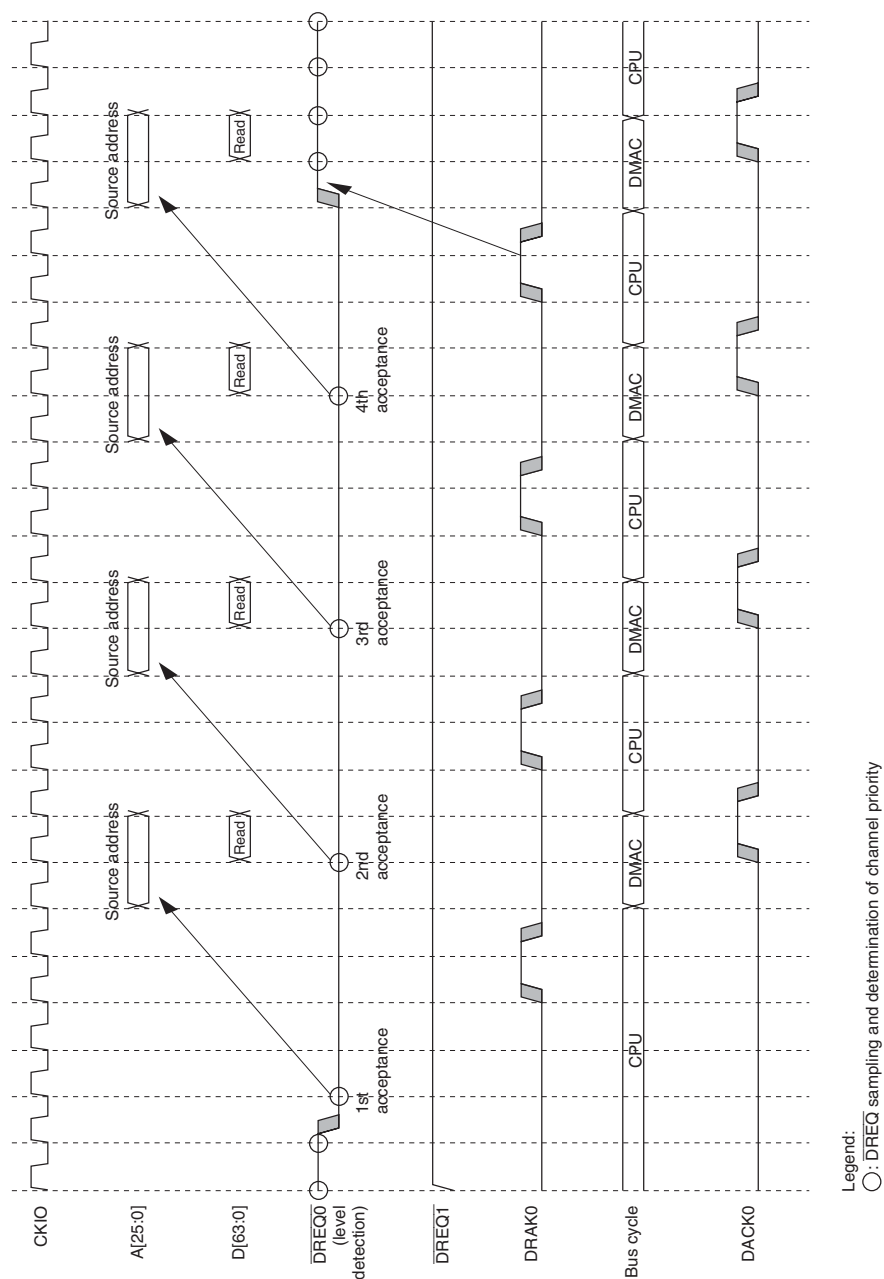 CKIO
A[25:0]
Source address
Source address
Source address
Source address
D[63:0]
Read
Read
Read
Read
DREQ0
(level
detection)
1st
acceptance
2nd
acceptance
3rd
acceptance
4th
acceptance
DREQ1
DRAK0
Bus cycle
CPU
DMAC
CPU
DMAC
CPU
DMAC
CPU
DMAC
CPU
DACK0
Legend:
○: DREQ sampling and determination of channel priority